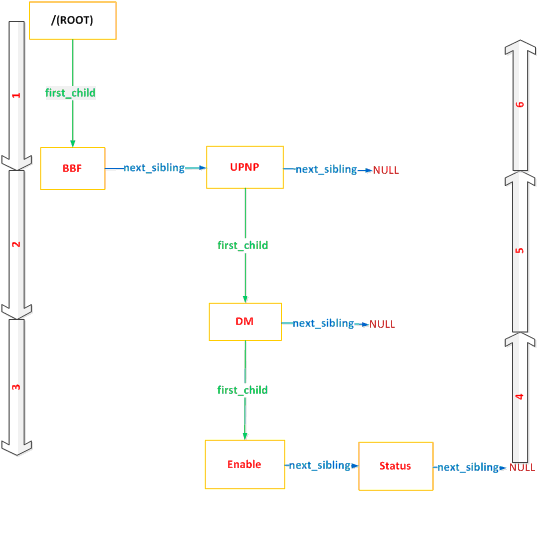 /(ROOT)
1
first_child
6
BBF
next_sibling
UPNP
next_sibling
NULL
2
first_child
5
DM
next_sibling
NULL
3
first_child
4
Enable
next_sibling
Status
next_sibling
NULL